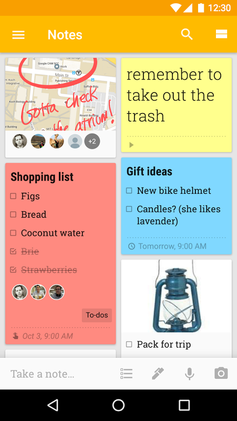 12:30
Notes
Gotta check
the atrium!
+2
remember to
take out the
trash
Shopping list
Figs
Bread
Coconut water
Brie
Strawberries
To-dos
Oct 3, 9:00 AM
Gift ideas
New bike helmet
Candles? (she likes
lavender)
Tomorrow, 9:00 AM
Pack for trip
Take a note...